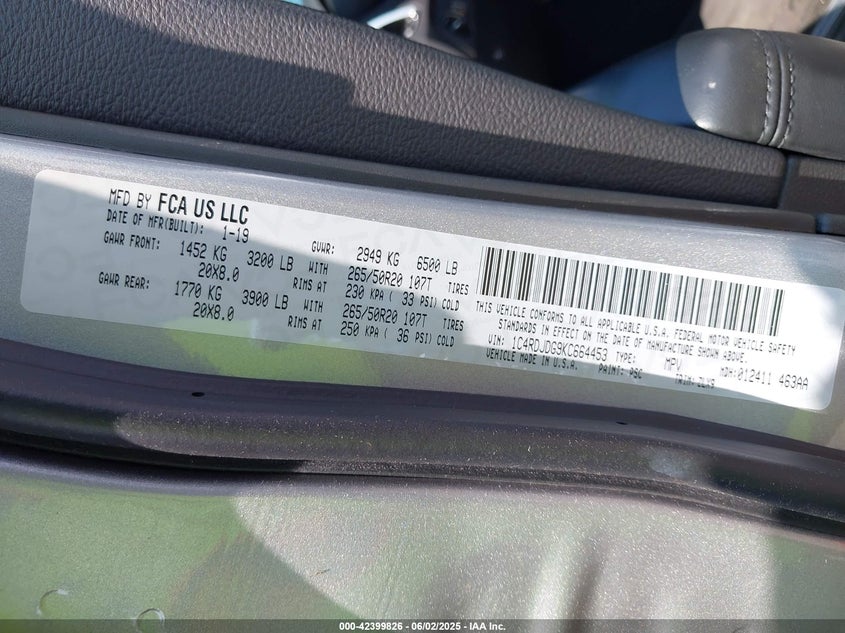 MFD BY FCA US LLC
DATE OF MFR(BUILT): 1-19
GVWR: 2949 KG 6500 LB
GAWR FRONT: 1452 KG 3200 LB WITH 265/50R20 107T TIRES
20X8.0 RIMS AT 230 KPA ( 33 PSI) COLD
GAWR REAR: 1770 KG 3900 LB WITH 265/50R20 107T TIRES
20X8.0 RIMS AT 250 KPA ( 36 PSI) COLD
THIS VEHICLE CONFORMS TO ALL APPLICABLE U.S.A. FEDERAL MOTOR VEHICLE SAFETY
STANDARDS IN EFFECT ON THE DATE OF MANUFACTURE SHOWN ABOVE.
VIN: 1C4RDJDG9KC664453 TYPE: MPV MDH:012411 463AA
VEHICLE MADE IN U.S.A. PAINT: PSC
000-42399826 - 06/02/2025 - IAA Inc.